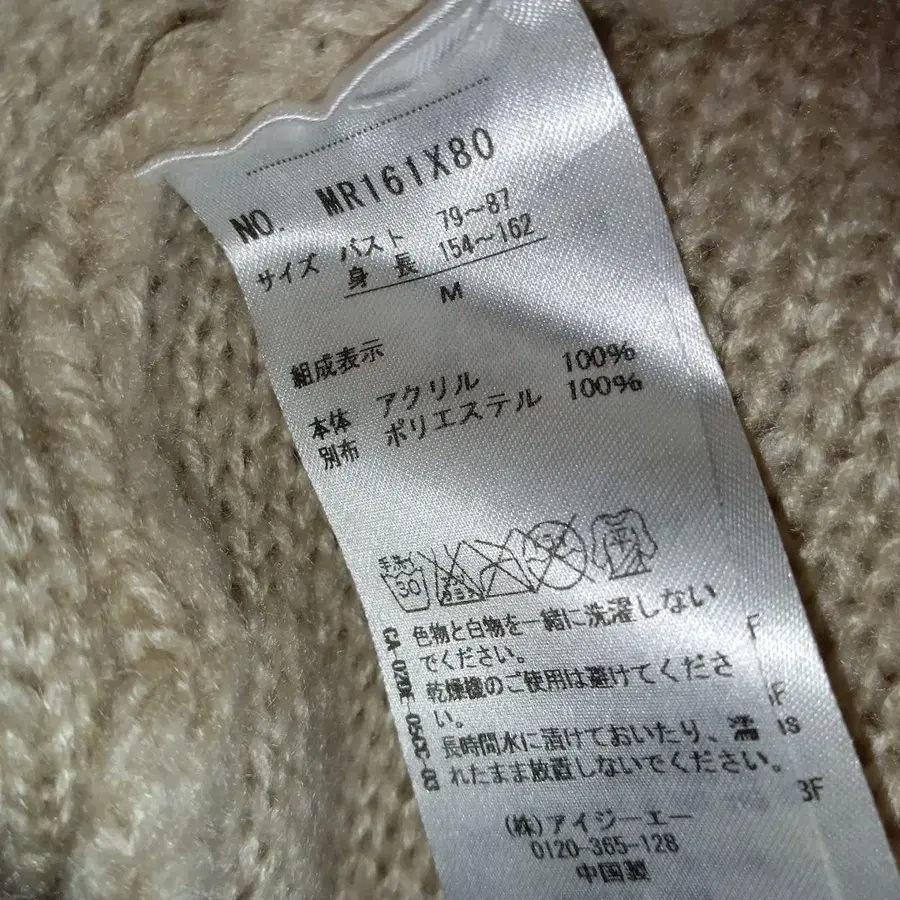 NO. MR161X80
サイズ バスト 79～87
身長 154～162
M
組成表示
本体 アクリル 100%
別布 ポリエステル 100%
手洗イ
30
色物と白物を一緒に洗濯しない
でください。
乾燥機のご使用は避けてくださ
い。
長時間水に漬けておいたり、濡
れたまま放置しないでください。
(株)アイジーエー
0120-365-128
中国製
F
F
IS
3F